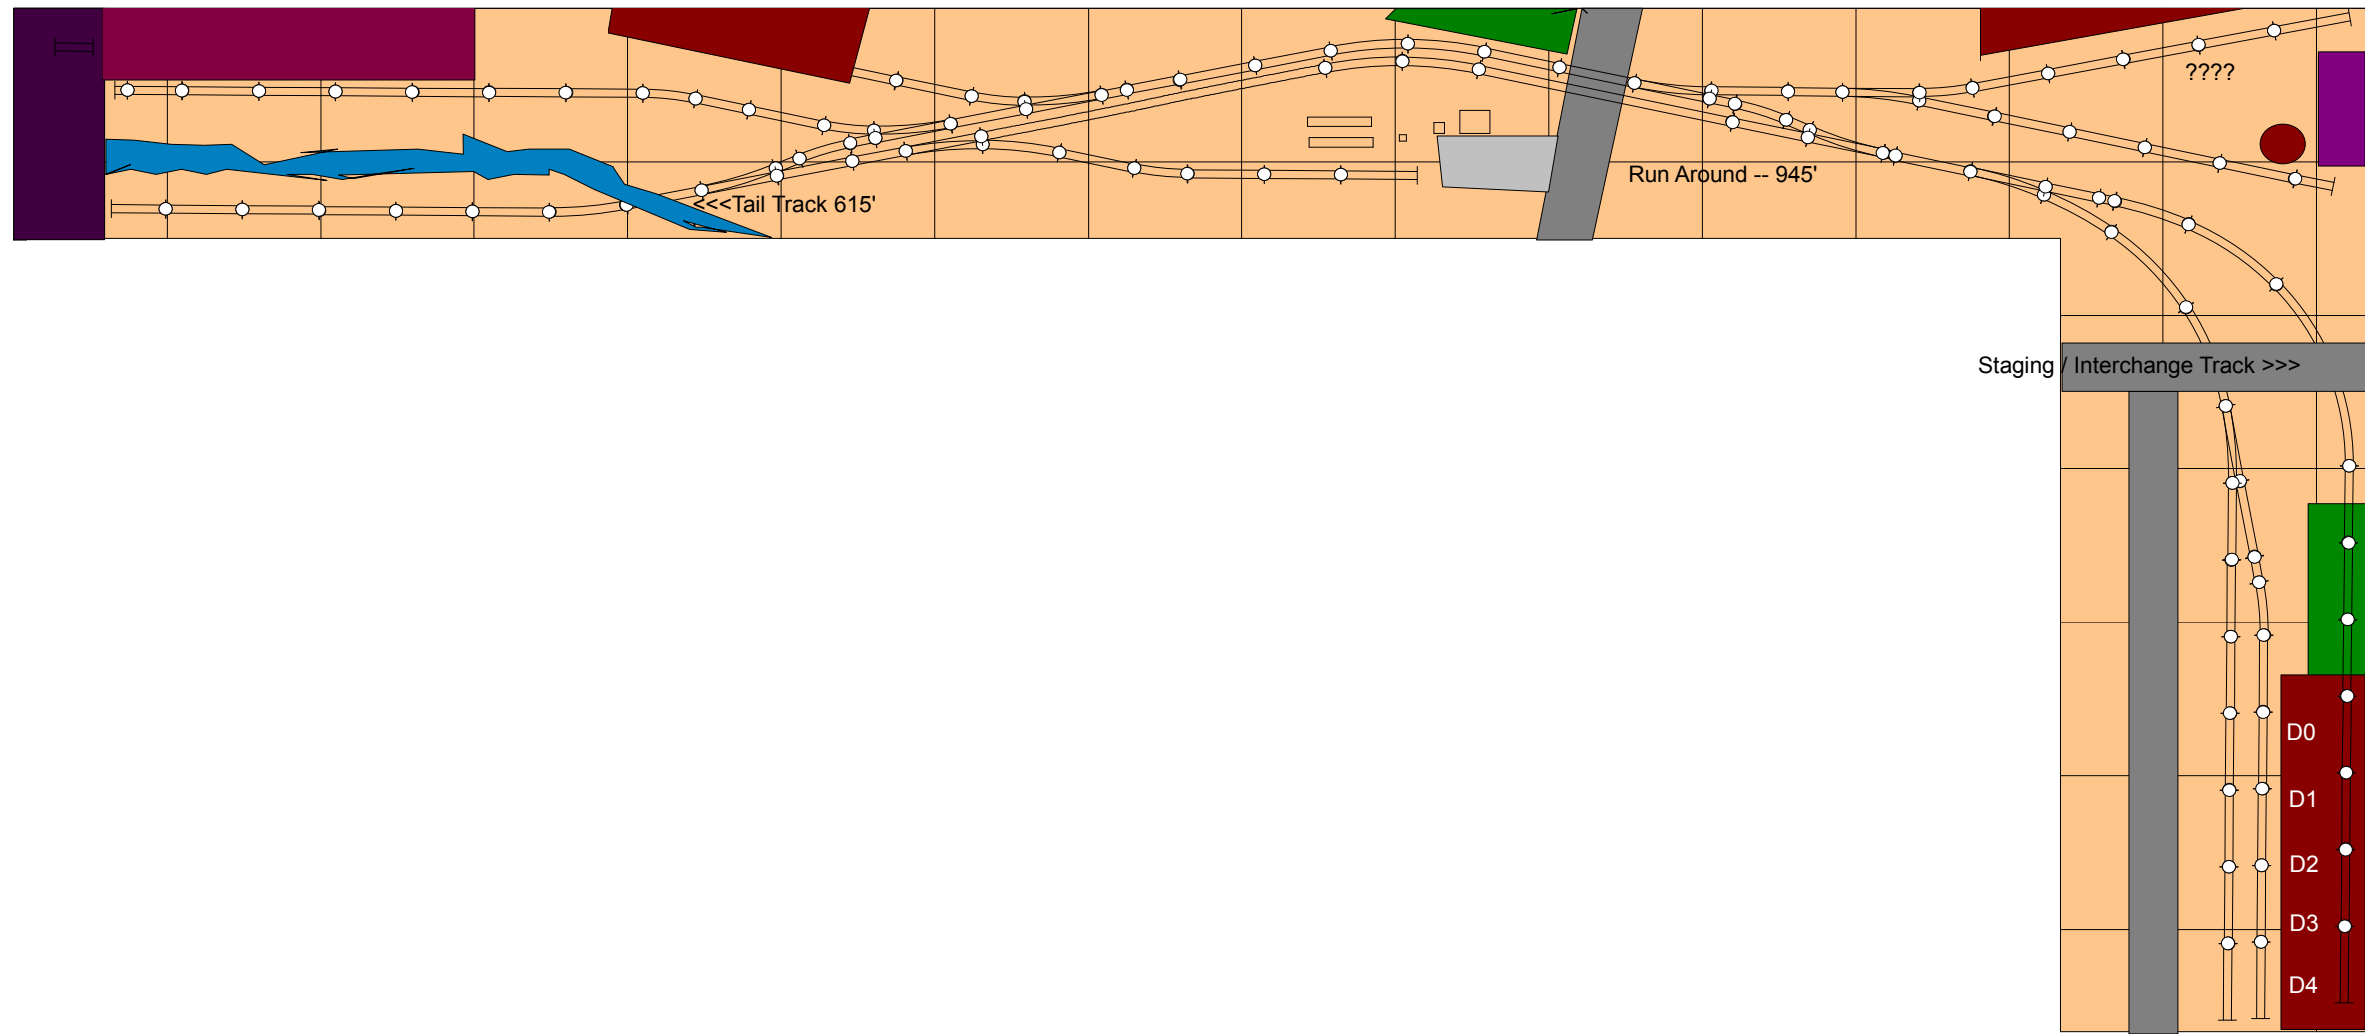 ????
Run Around -- 945'
<<<Tail Track 615'
Staging / Interchange Track >>>
D0
D1
D2
D3
D4